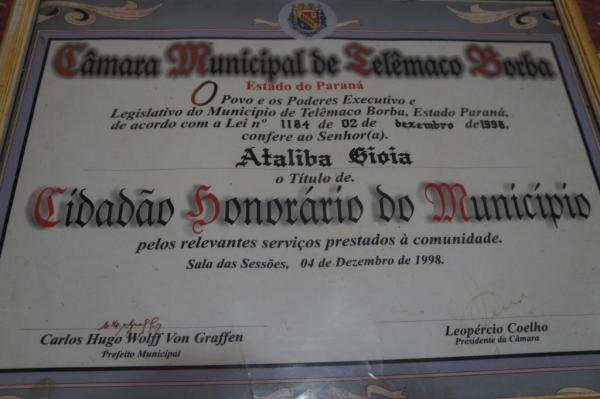 Câmara Municipal de Telêmaco Borba
Estado do Paraná
O Povo e os Poderes Executivo e
Legislativo do Município de Telêmaco Borba, Estado Paraná,
de acordo com a Lei nº 1184 de 02 de dezembro de 1998,
confere ao Senhor(a).
Ataliba Gioia
o Título de.
Cidadão Honorário do Município
pelos relevantes serviços prestados à comunidade.
Sala das Sessões, 04 de Dezembro de 1998.
Carlos Hugo Wolff Von Graffen
Prefeito Municipal
Leopércio Coelho
Presidente da Câmara